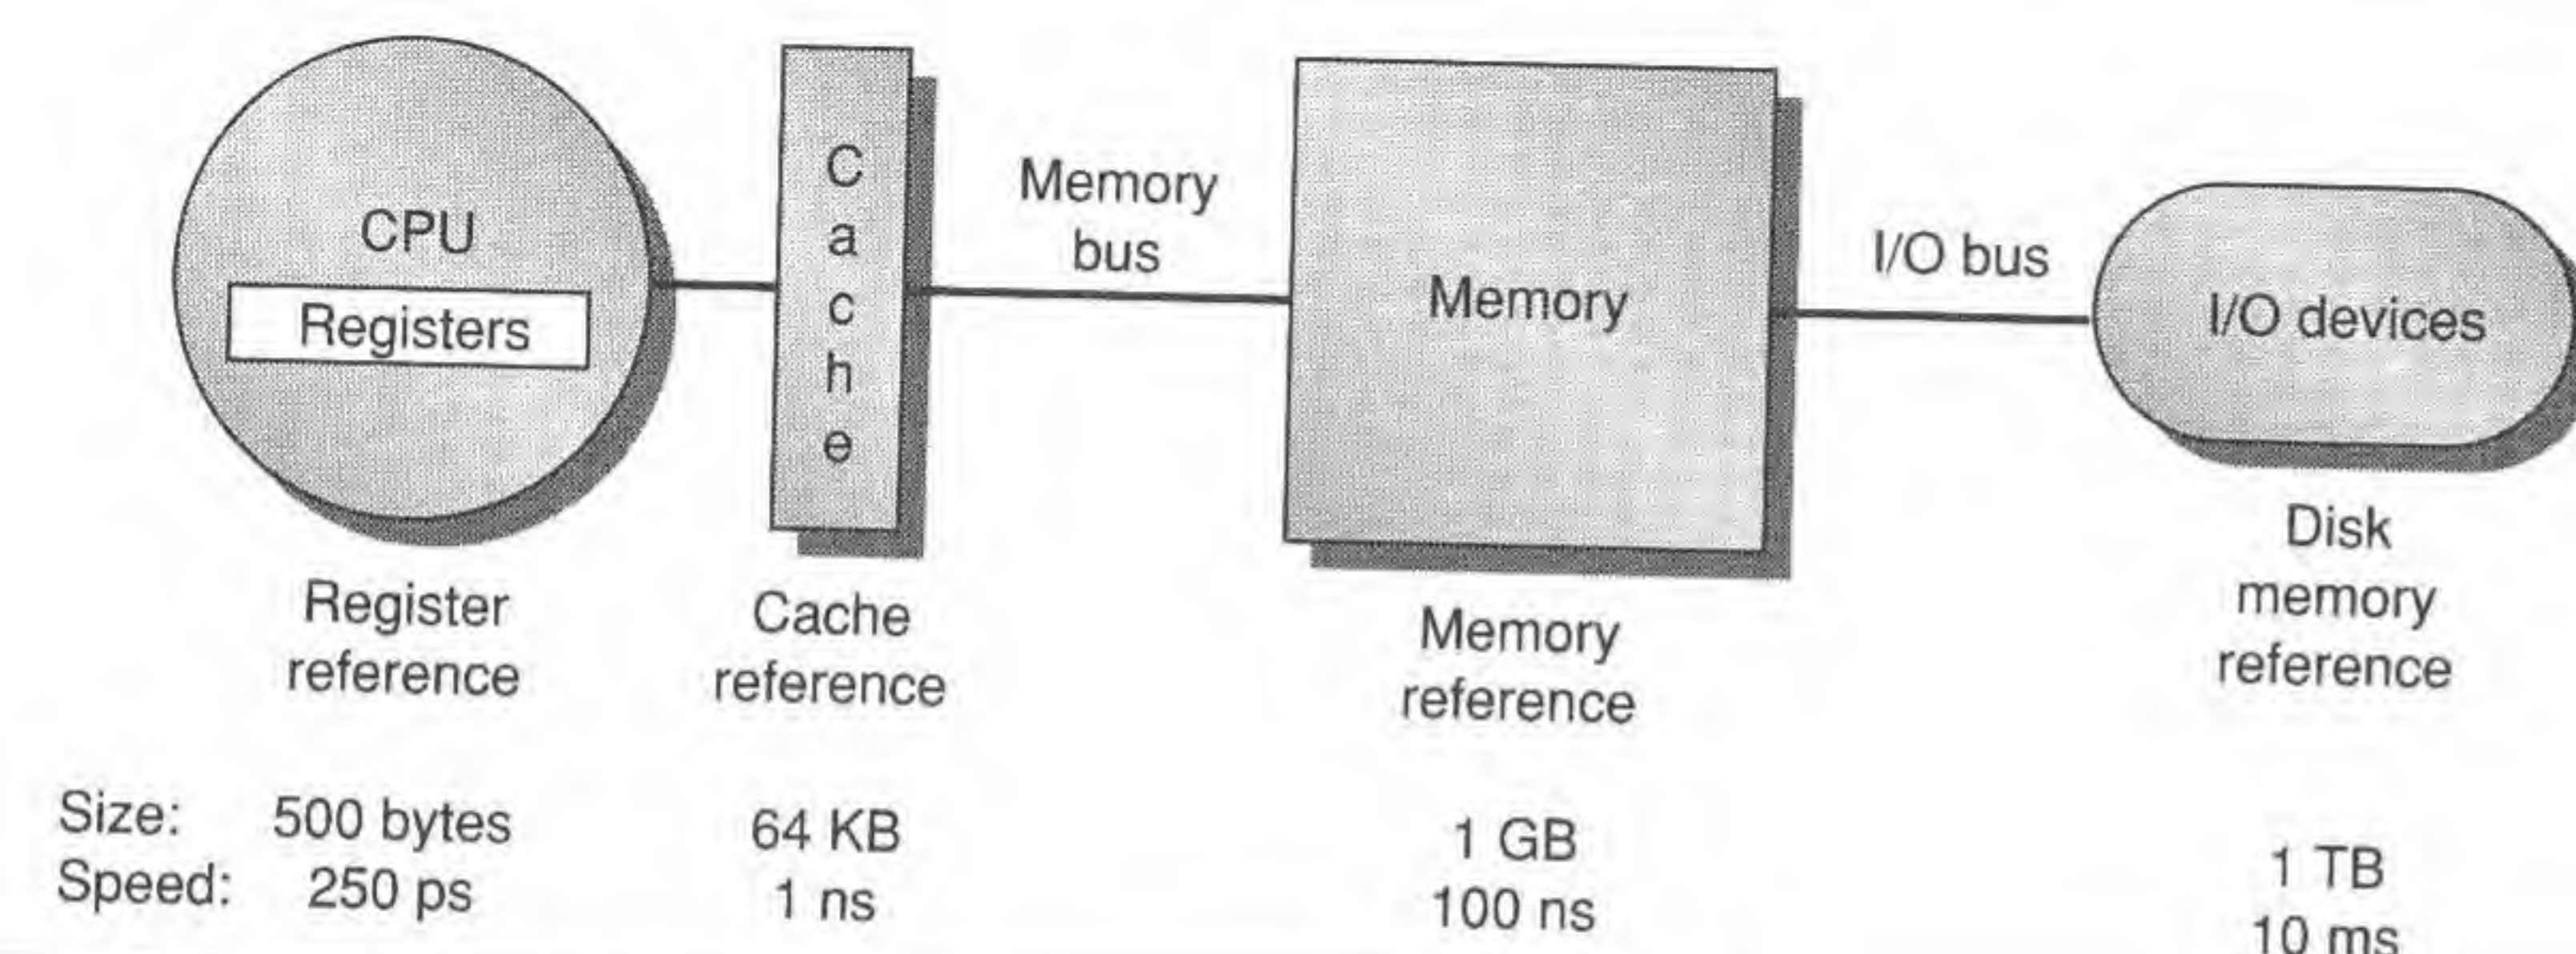 CPU
Registers
Cache
Memory
bus
Memory
I/O bus
I/O devices
Register
reference
Cache
reference
Memory
reference
Disk
memory
reference
Size: 500 bytes 64 KB 1 GB 1 TB
Speed: 250 ps 1 ns 100 ns 10 ms